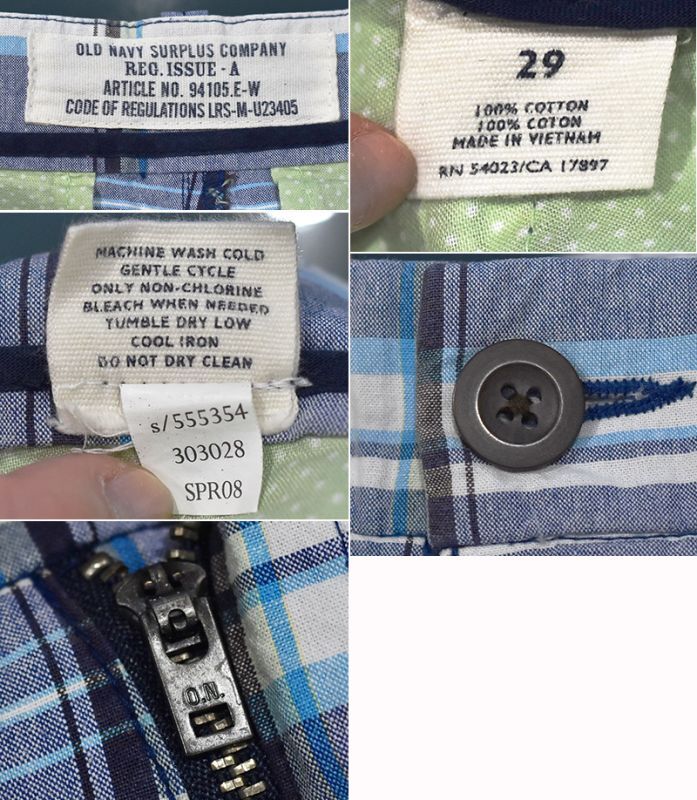 OLD NAVY SURPLUS COMPANY
REG. ISSUE - A
ARTICLE NO. 94105.E-W
CODE OF REGULATIONS LRS-M-U23405
29
100% COTTON
100% COTON
MADE IN VIETNAM
RN 54023/CA 17897
MACHINE WASH COLD
GENTLE CYCLE
ONLY NON-CHLORINE
BLEACH WHEN NEEDED
TUMBLE DRY LOW
COOL IRON
DO NOT DRY CLEAN
s/555354
303028
SPR08
O.N.